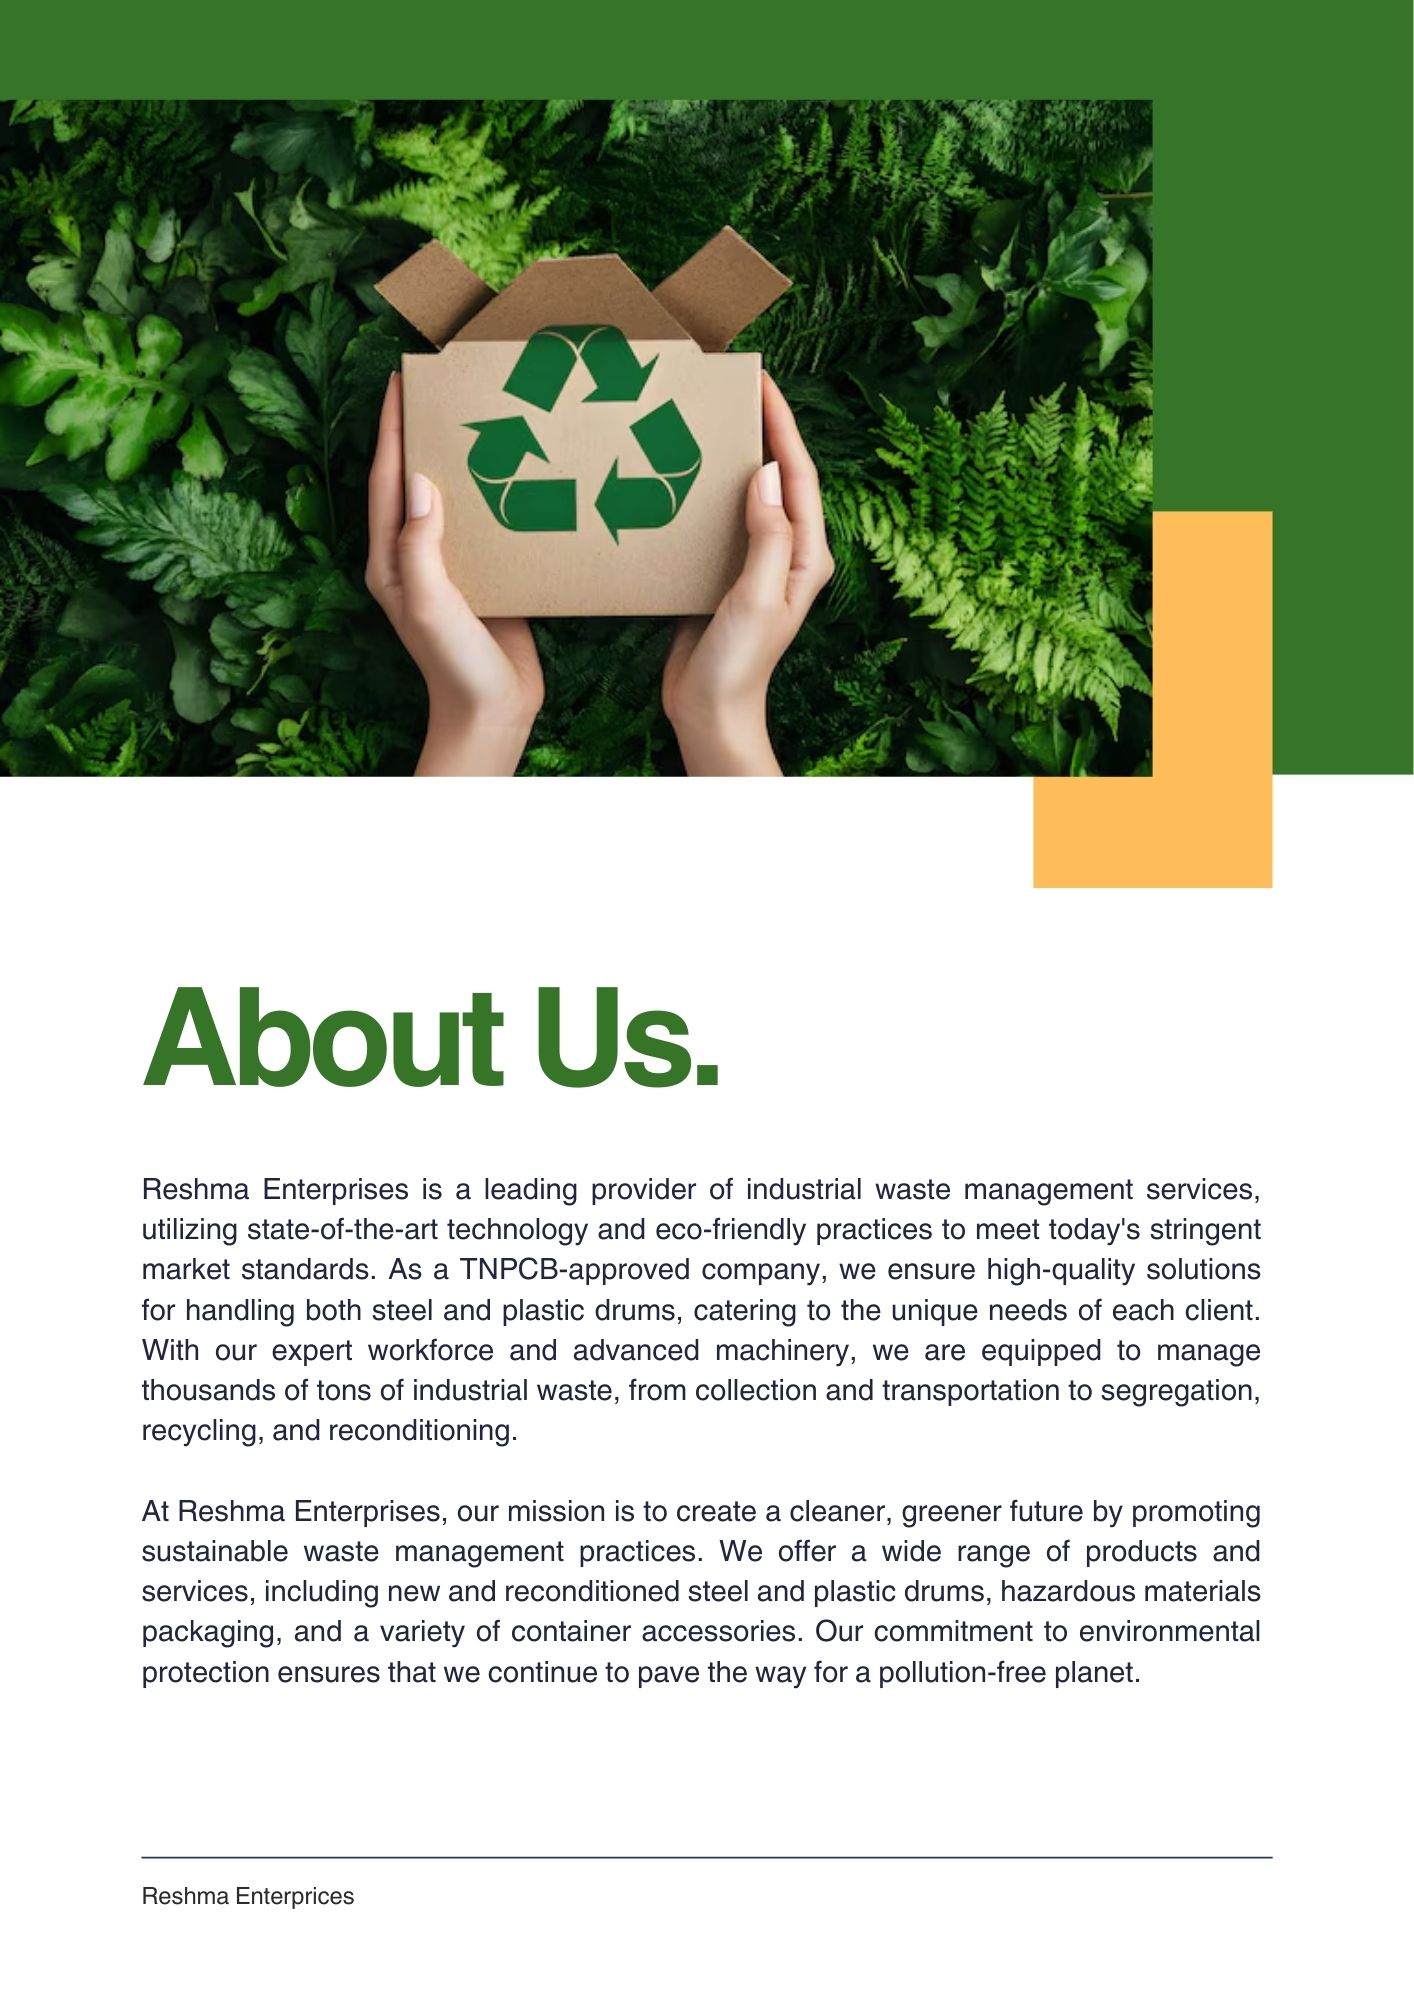 About Us.
Reshma Enterprises is a leading provider of industrial waste management services,
utilizing state-of-the-art technology and eco-friendly practices to meet today's stringent
market standards. As a TNPCB-approved company, we ensure high-quality solutions
for handling both steel and plastic drums, catering to the unique needs of each client.
With our expert workforce and advanced machinery, we are equipped to manage
thousands of tons of industrial waste, from collection and transportation to segregation,
recycling, and reconditioning.
At Reshma Enterprises, our mission is to create a cleaner, greener future by promoting
sustainable waste management practices. We offer a wide range of products and
services, including new and reconditioned steel and plastic drums, hazardous materials
packaging, and a variety of container accessories. Our commitment to environmental
protection ensures that we continue to pave the way for a pollution-free planet.
Reshma Enterprices